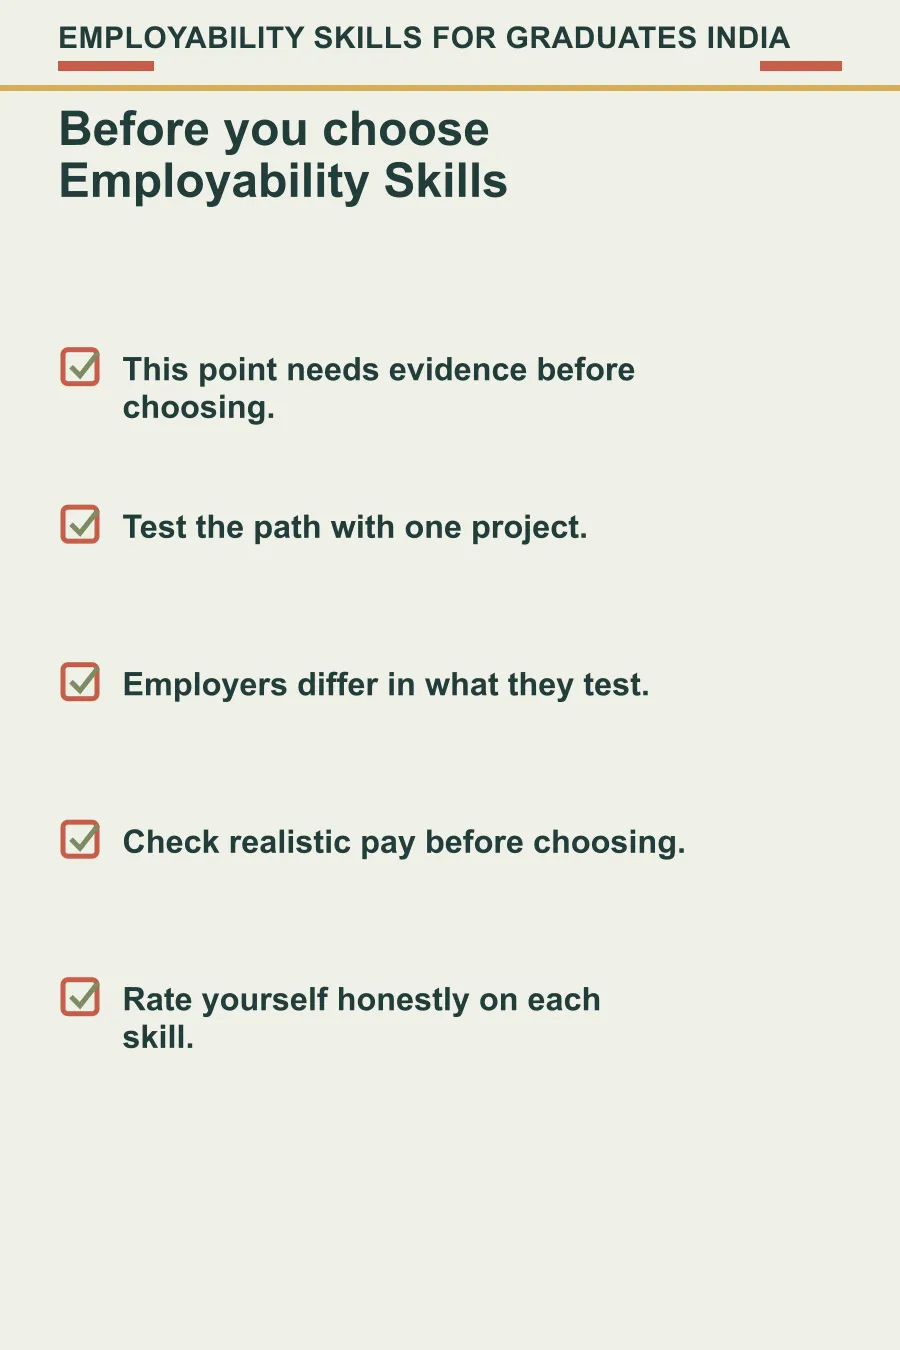 EMPLOYABILITY SKILLS FOR GRADUATES INDIA
Before you choose
Employability Skills
This point needs evidence before
choosing.
Test the path with one project.
Employers differ in what they test.
Check realistic pay before choosing.
Rate yourself honestly on each
skill.